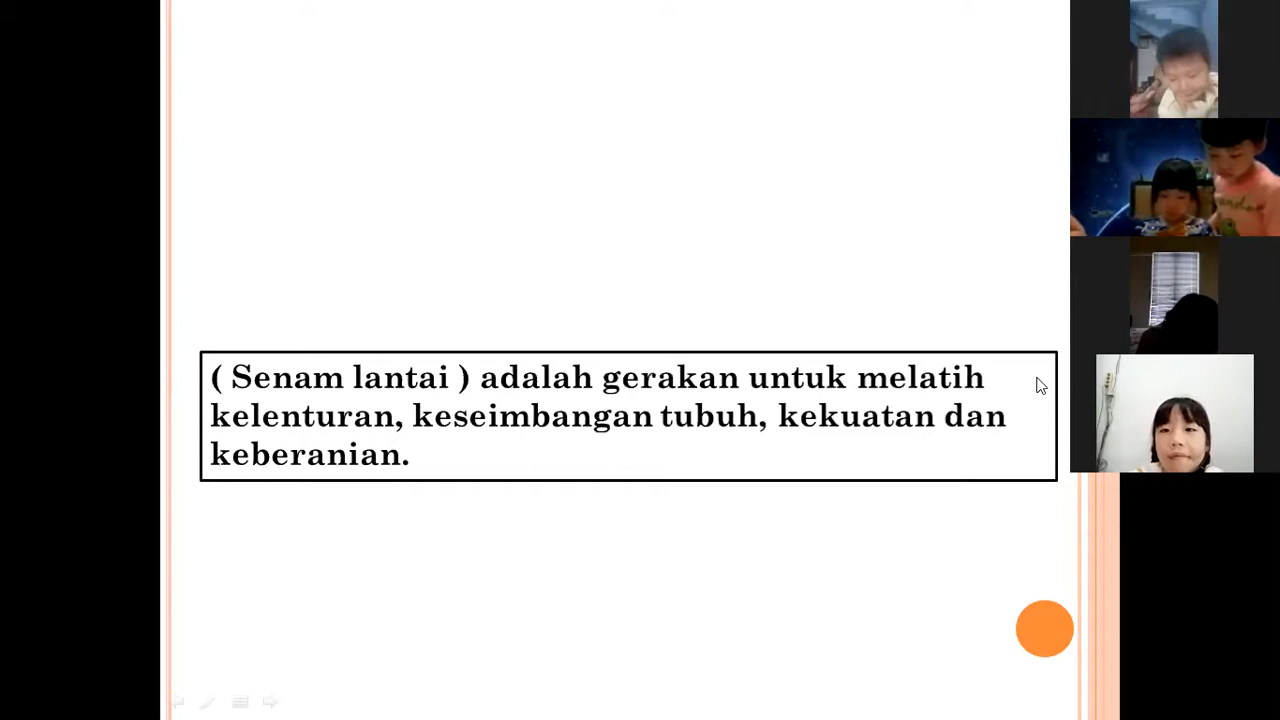 ( Senam lantai ) adalah gerakan untuk melatih
kelenturan, keseimbangan tubuh, kekuatan dan
keberanian.